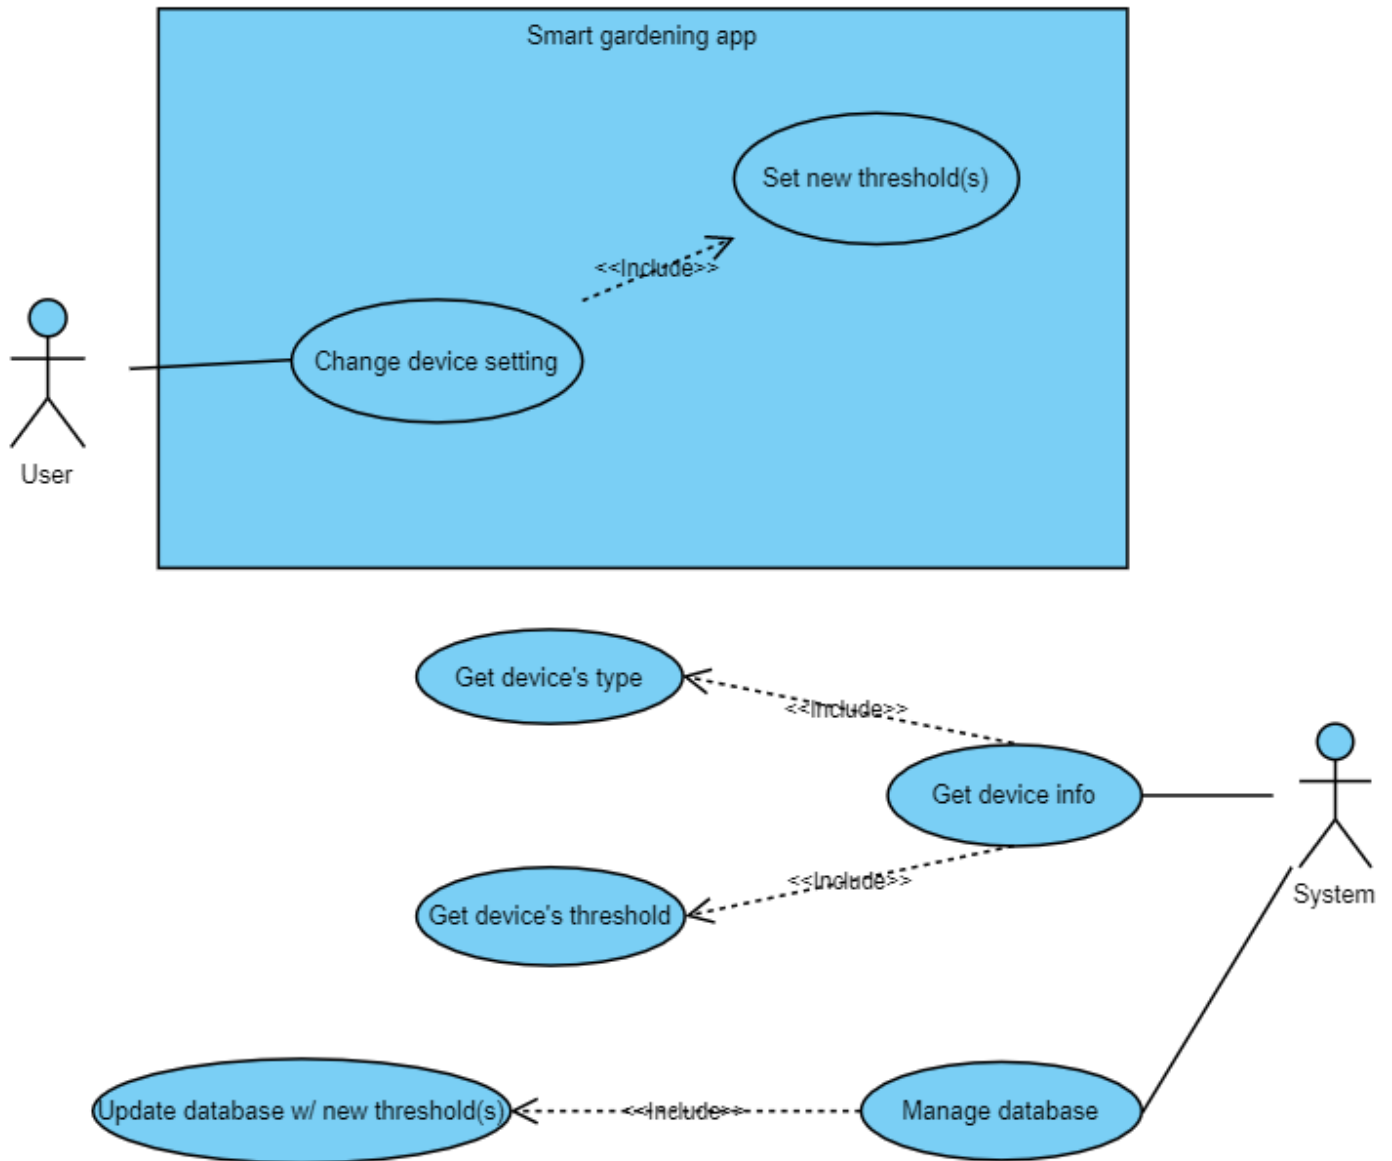 Smart gardening app
Set new threshold(s)
<<Include>>
Change device setting
User
Get device's type
<<Include>>
Get device info
<<Include>>
Get device's threshold
System
Update database w/ new threshold(s)
<<Include>>
Manage database